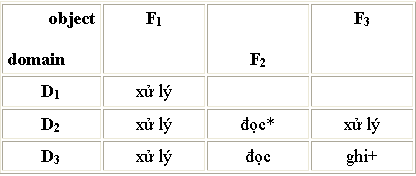 object F₁ F₃
domain F₂
D₁ xử lý
D₂ xử lý đọc* xử lý
D₃ xử lý đọc ghi+